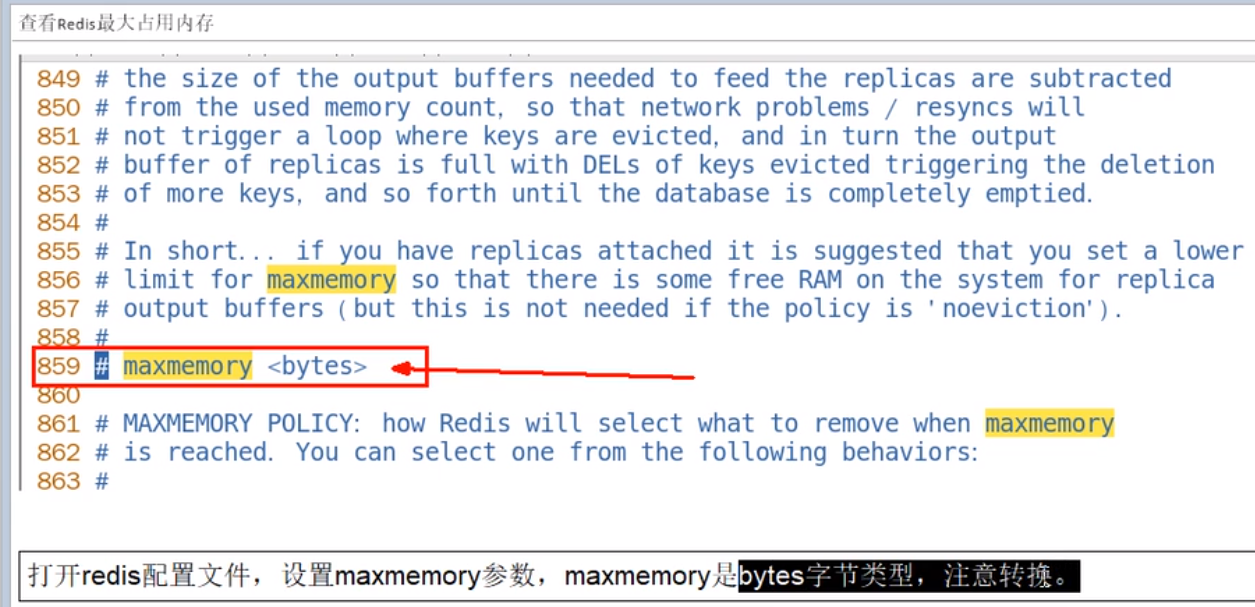 查看Redis最大占用内存
849 # the size of the output buffers needed to feed the replicas are subtracted
850 # from the used memory count, so that network problems / resyncs will
851 # not trigger a loop where keys are evicted, and in turn the output
852 # buffer of replicas is full with DELs of keys evicted triggering the deletion
853 # of more keys, and so forth until the database is completely emptied.
854 #
855 # In short... if you have replicas attached it is suggested that you set a lower
856 # limit for maxmemory so that there is some free RAM on the system for replica
857 # output buffers (but this is not needed if the policy is 'noeviction').
858 #
859 # maxmemory <bytes>
860
861 # MAXMEMORY POLICY: how Redis will select what to remove when maxmemory
862 # is reached. You can select one from the following behaviors:
863 #
打开redis配置文件，设置maxmemory参数，maxmemory是bytes字节类型，注意转换。